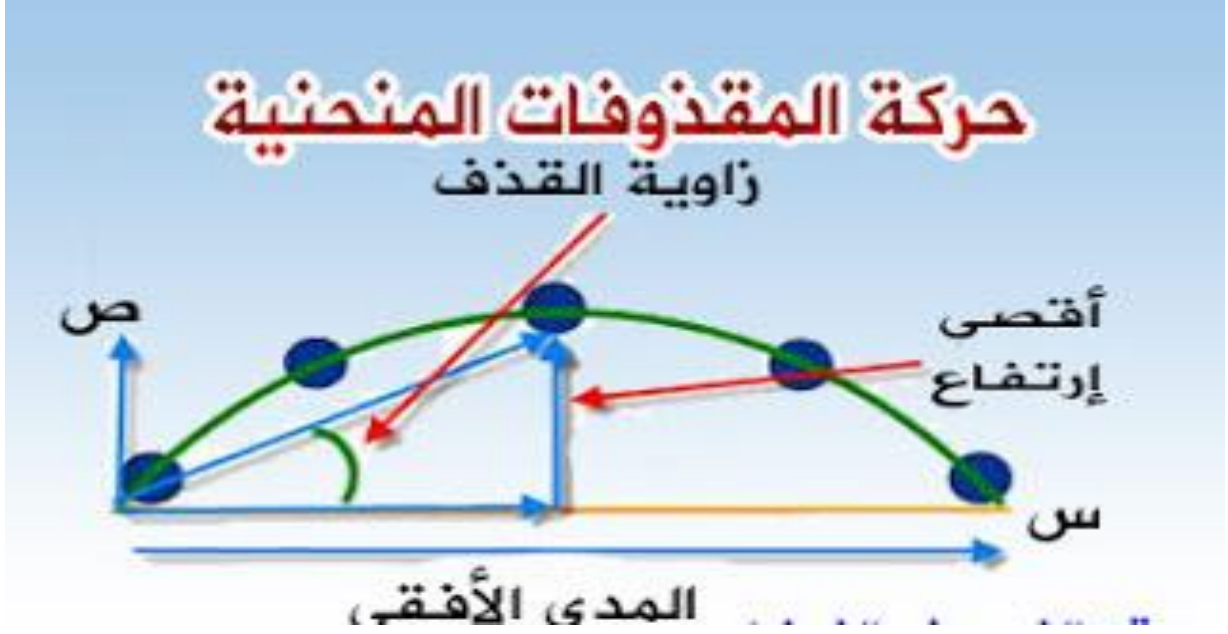 حركة المقذوفات المنحنية
زاوية القذف
ص
أقصى
إرتفاع
س
المدى الأفقي